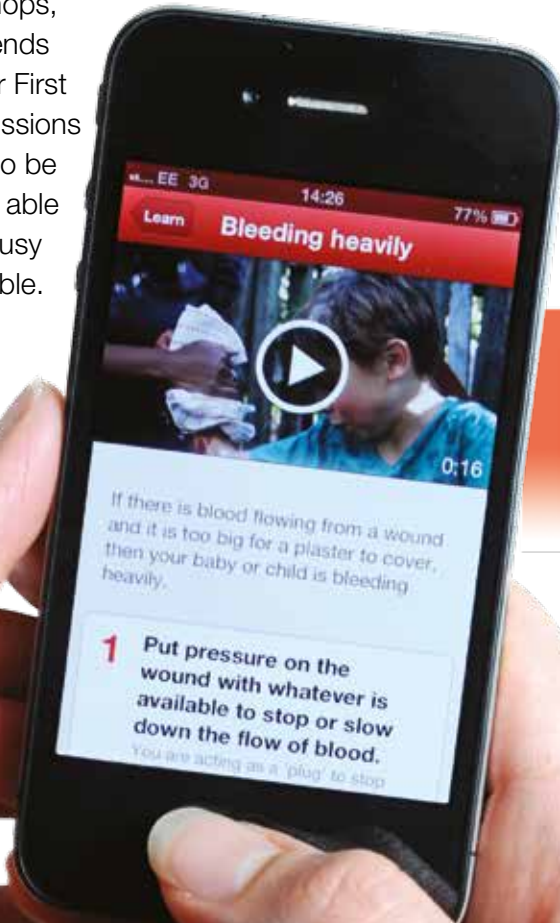 ops,
ends
r First
ssions
o be
able
usy
ble.
EE 3G
14:26
77%
Learn
Bleeding heavily
0:16
If there is blood flowing from a wound
and it is too big for a plaster to cover,
then your baby or child is bleeding
heavily.
1
Put pressure on the
wound with whatever is
available to stop or slow
down the flow of blood.
You are acting as a 'plug' to stop